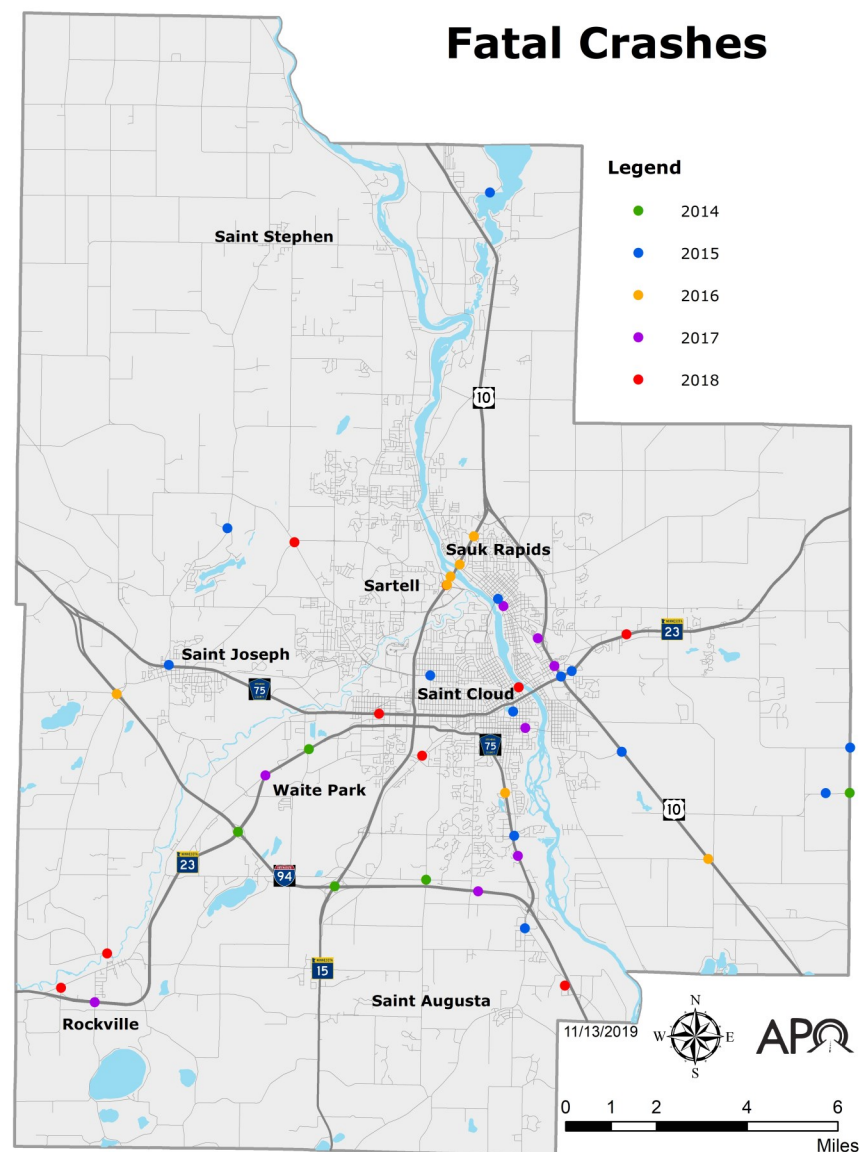 Fatal Crashes
Legend
2014
2015
2016
2017
2018
Saint Stephen
10
Sauk Rapids
Sartell
23
Saint Joseph
75
Saint Cloud
75
Waite Park
10
23
94
15
Saint Augusta
Rockville
11/13/2019
N
W E
S
APO
0 1 2 4 6
Miles